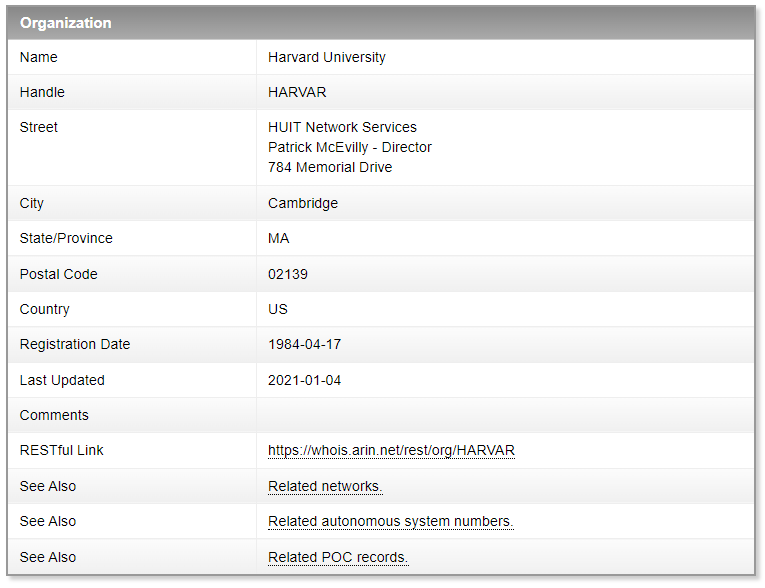 Organization
Name Harvard University
Handle HARVAR
Street HUIT Network Services
Patrick McEvilly - Director
784 Memorial Drive
City Cambridge
State/Province MA
Postal Code 02139
Country US
Registration Date 1984-04-17
Last Updated 2021-01-04
Comments
RESTful Link https://whois.arin.net/rest/org/HARVAR
See Also Related networks.
See Also Related autonomous system numbers.
See Also Related POC records.